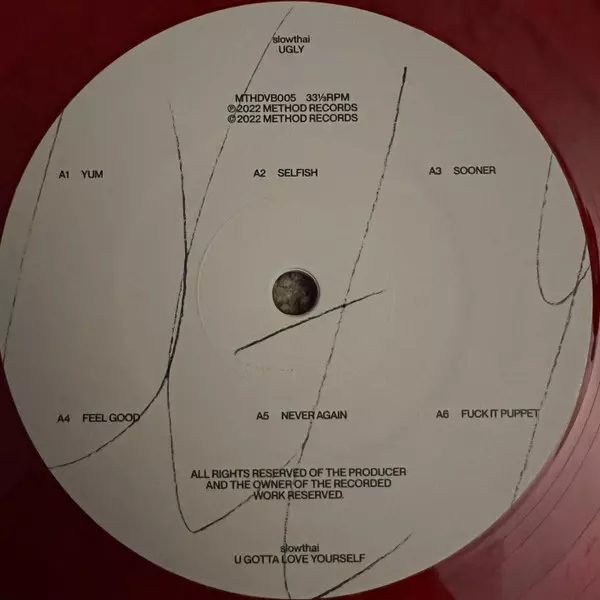 slowthai
UGLY
MTHDVB005 33⅓RPM
℗2022 METHOD RECORDS
©2022 METHOD RECORDS
A1 YUM
A2 SELFISH
A3 SOONER
A4 FEEL GOOD
A5 NEVER AGAIN
A6 FUCK IT PUPPET
ALL RIGHTS RESERVED OF THE PRODUCER
AND THE OWNER OF THE RECORDED
WORK RESERVED.
slowthai
U GOTTA LOVE YOURSELF